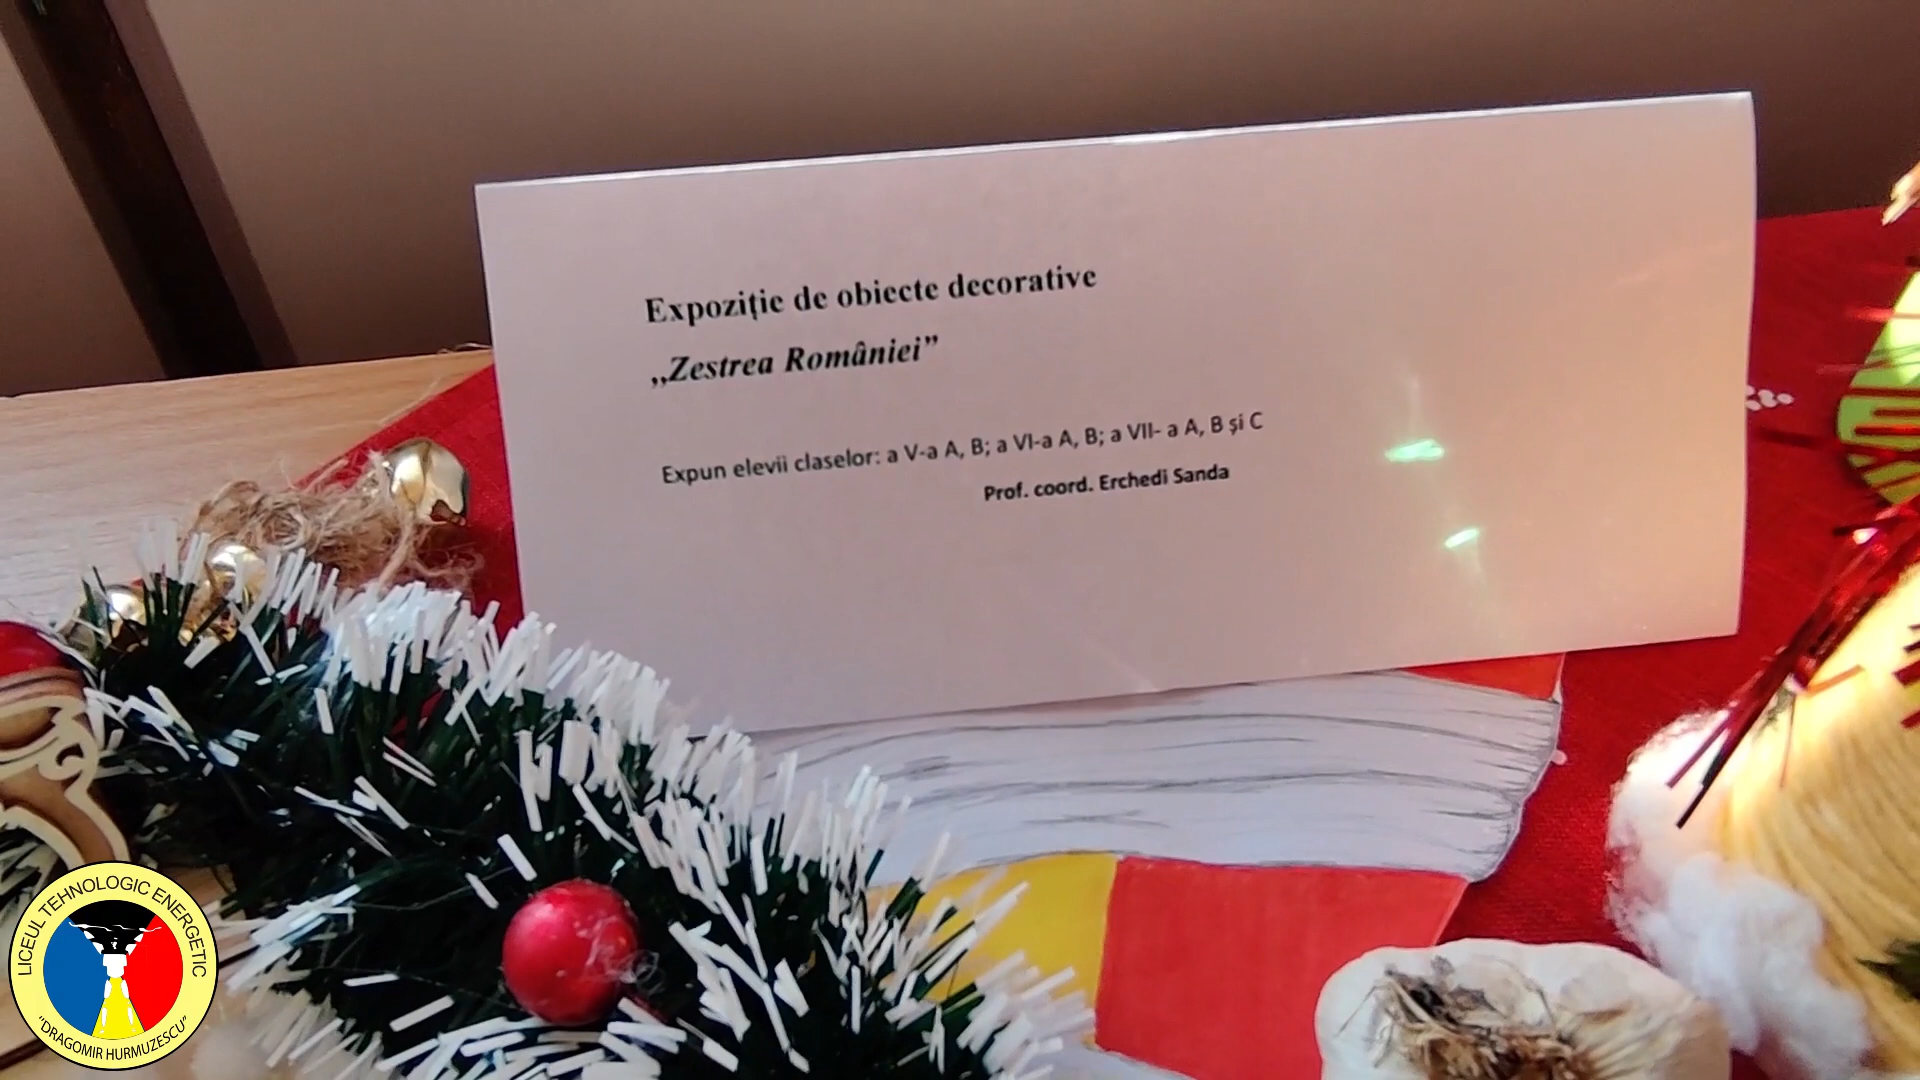 Expoziție de obiecte decorative
„Zestrea României”
Expun elevii claselor: a V-a A, B; a VI-a A, B; a VII- a A, B și C
Prof. coord. Erchedi Sanda
LICEUL TEHNOLOGIC ENERGETIC
"DRAGOMIR HURMUZESCU"